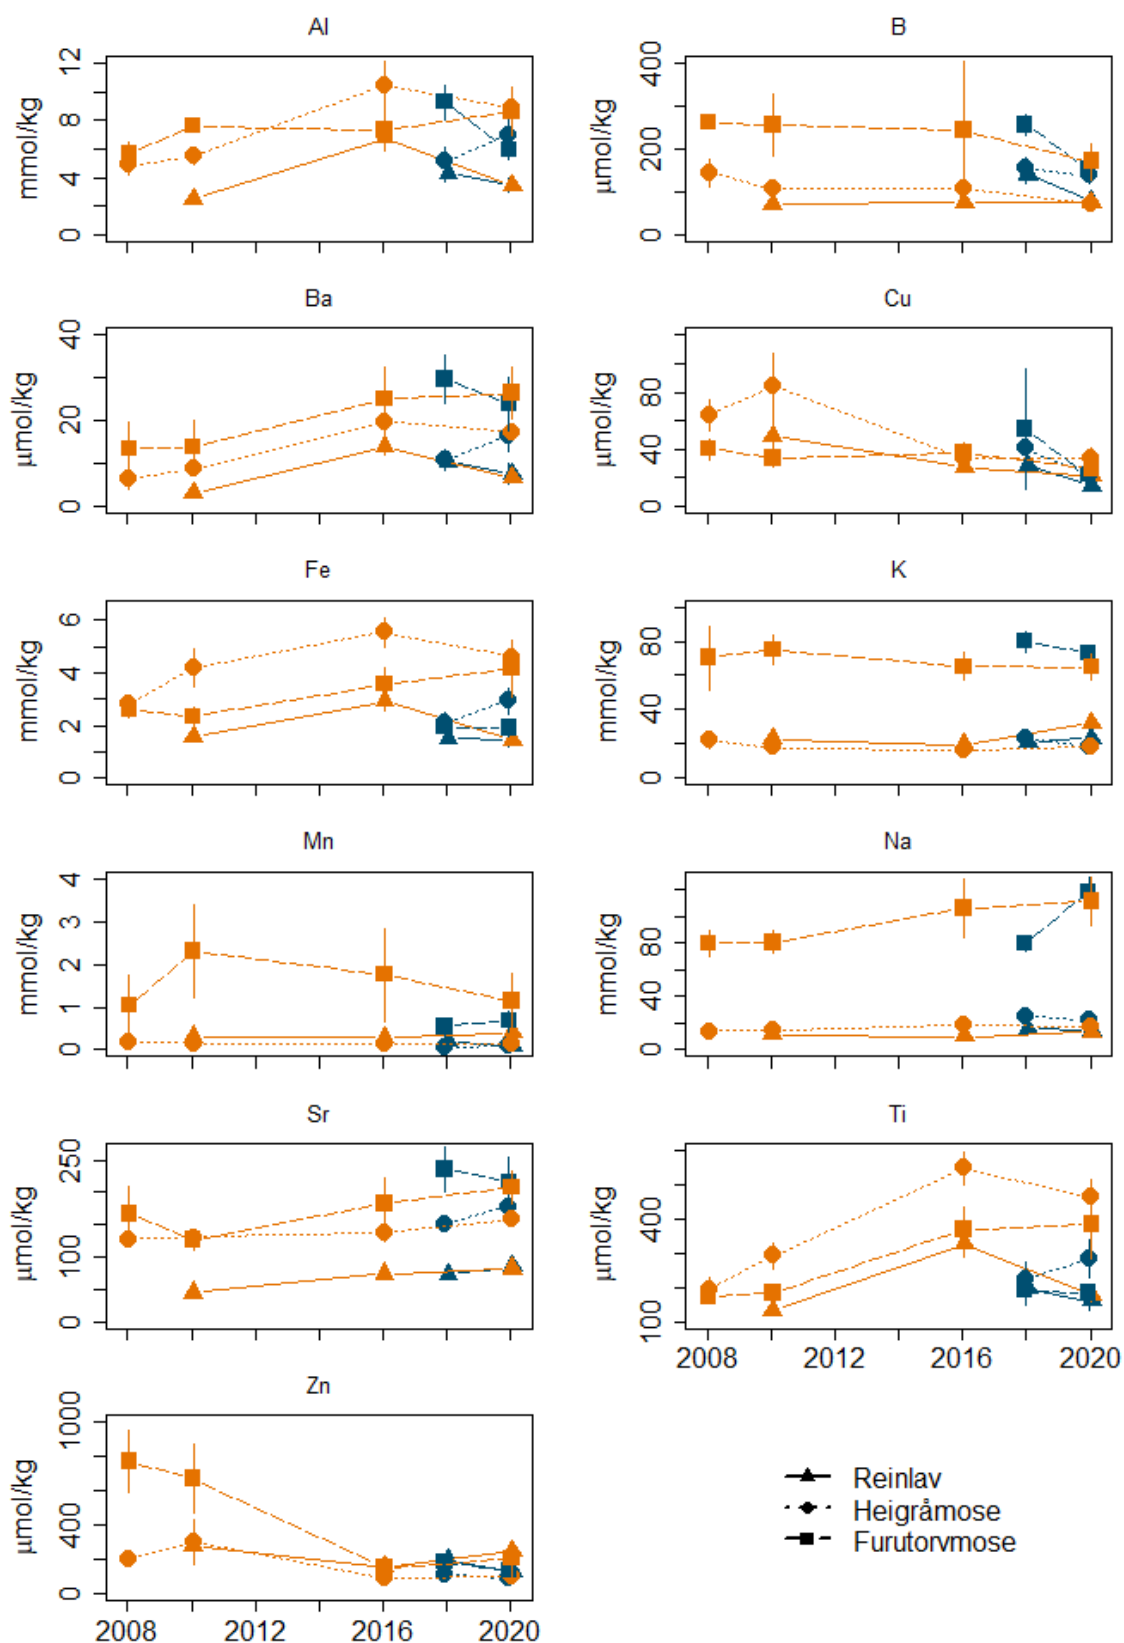 Al
mmol/kg
12
8
4
0
B
μmol/kg
400
200
0
Ba
μmol/kg
40
20
0
Cu
μmol/kg
80
40
0
Fe
mmol/kg
6
4
2
0
K
mmol/kg
80
40
0
Mn
mmol/kg
4
3
2
1
0
Na
mmol/kg
80
40
0
Sr
μmol/kg
250
100
0
Ti
μmol/kg
400
100
2008 2012 2016 2020
Zn
μmol/kg
1000
400
0
2008 2012 2016 2020
Reinlav
Heigråmose
Furutorvmose